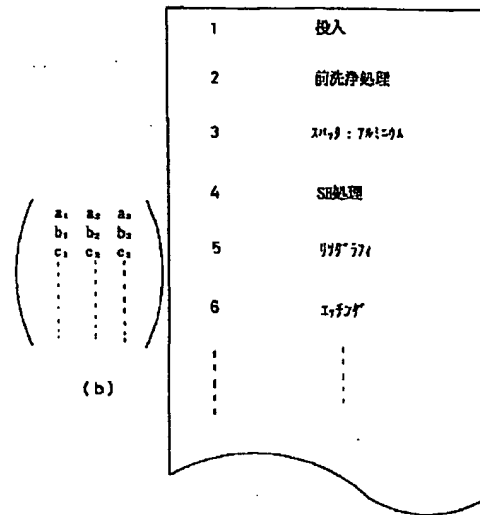 1 投入
2 前洗浄処理
3 スパッタ：アルミニウム
4 SH処理
5 リソグラフィ
6 エッチング
a₁ a₂ a₃
b₁ b₂ b₃
c₁ c₂ c₃
(b)